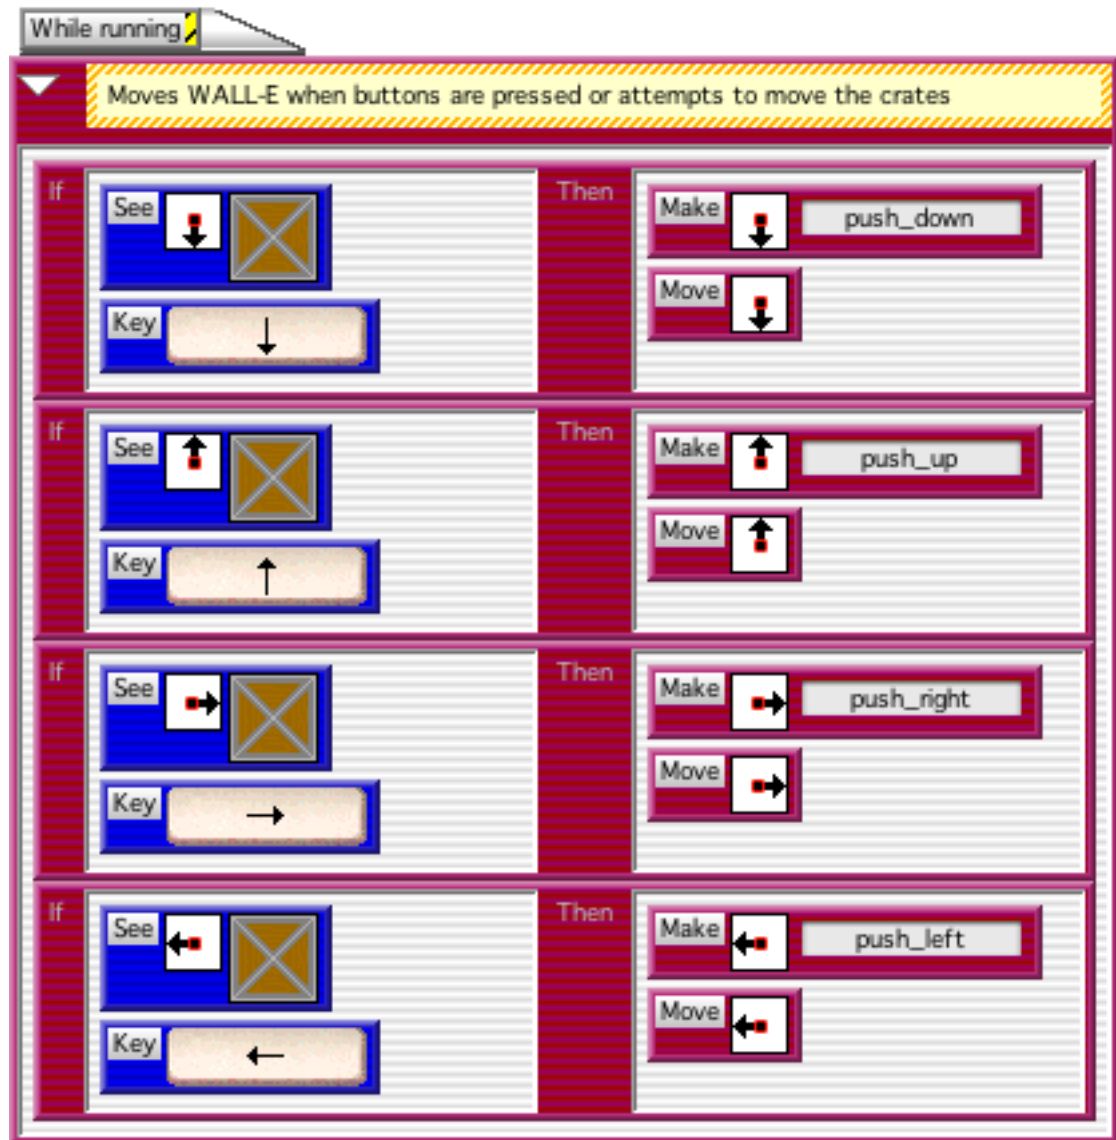 While running
Moves WALL-E when buttons are pressed or attempts to move the crates
If
See
Key
Then
Make push_down
Move
If
See
Key
Then
Make push_up
Move
If
See
Key
Then
Make push_right
Move
If
See
Key
Then
Make push_left
Move